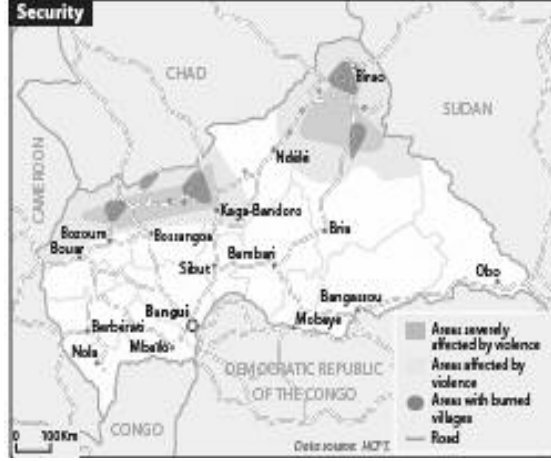 Security
CHAD
Birao
SUDAN
CAMEROON
Ndélé
Kaga-Bandoro
Bozoum
Bossangoa
Bria
Bouar
Sibut
Bambari
Obo
Bangui
Bangassou
Berbérati
Mobaye
Mbaïki
Nola
DEMOCRATIC REPUBLIC
OF THE CONGO
CONGO
Areas severely
affected by violence
Areas affected by
violence
Areas with burned
villages
Road
0 100Km
Data source: HCPT.